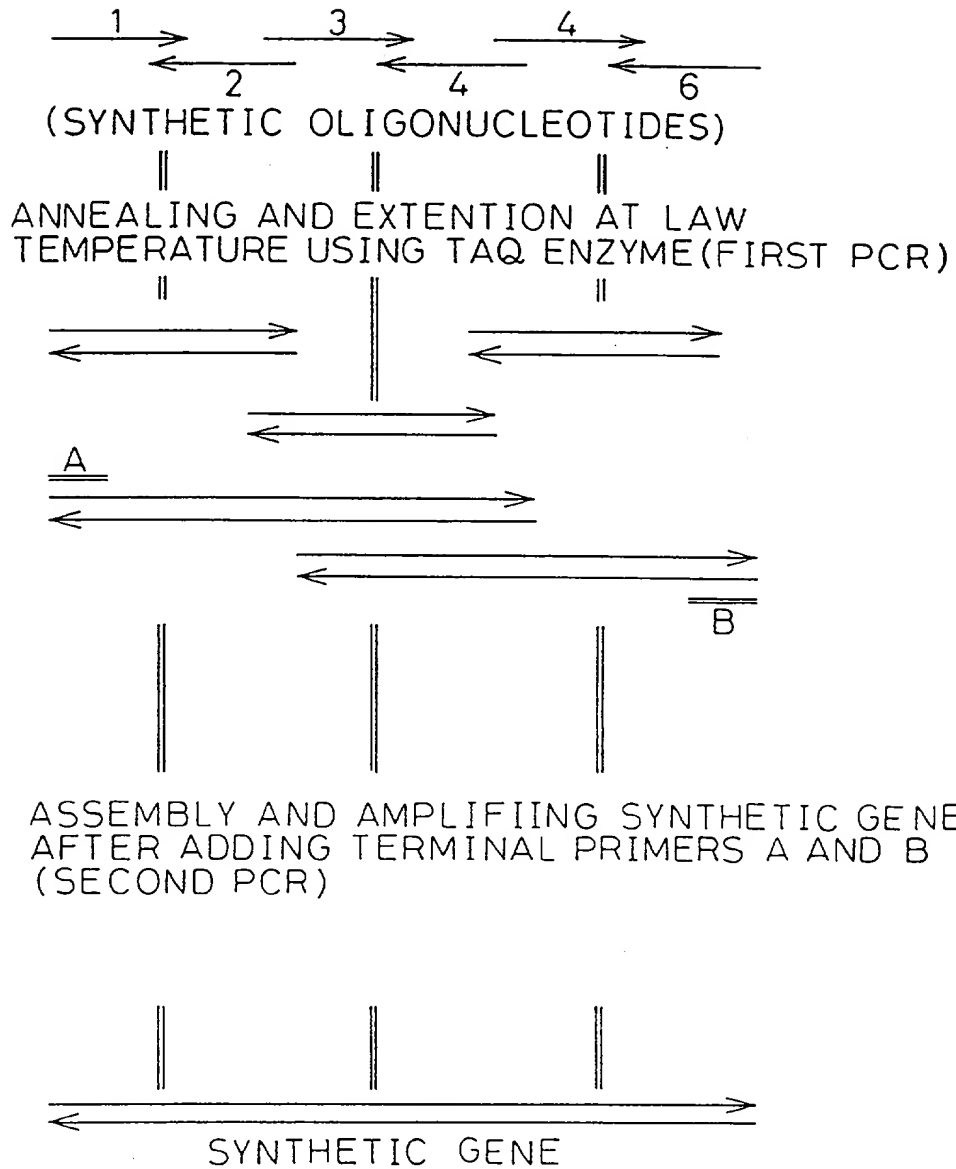 1 3 4
2 4 6
(SYNTHETIC OLIGONUCLEOTIDES)
ANNEALING AND EXTENTION AT LAW
TEMPERATURE USING TAQ ENZYME(FIRST PCR)
A
B
ASSEMBLY AND AMPLIFIING SYNTHETIC GENE
AFTER ADDING TERMINAL PRIMERS A AND B
(SECOND PCR)
SYNTHETIC GENE